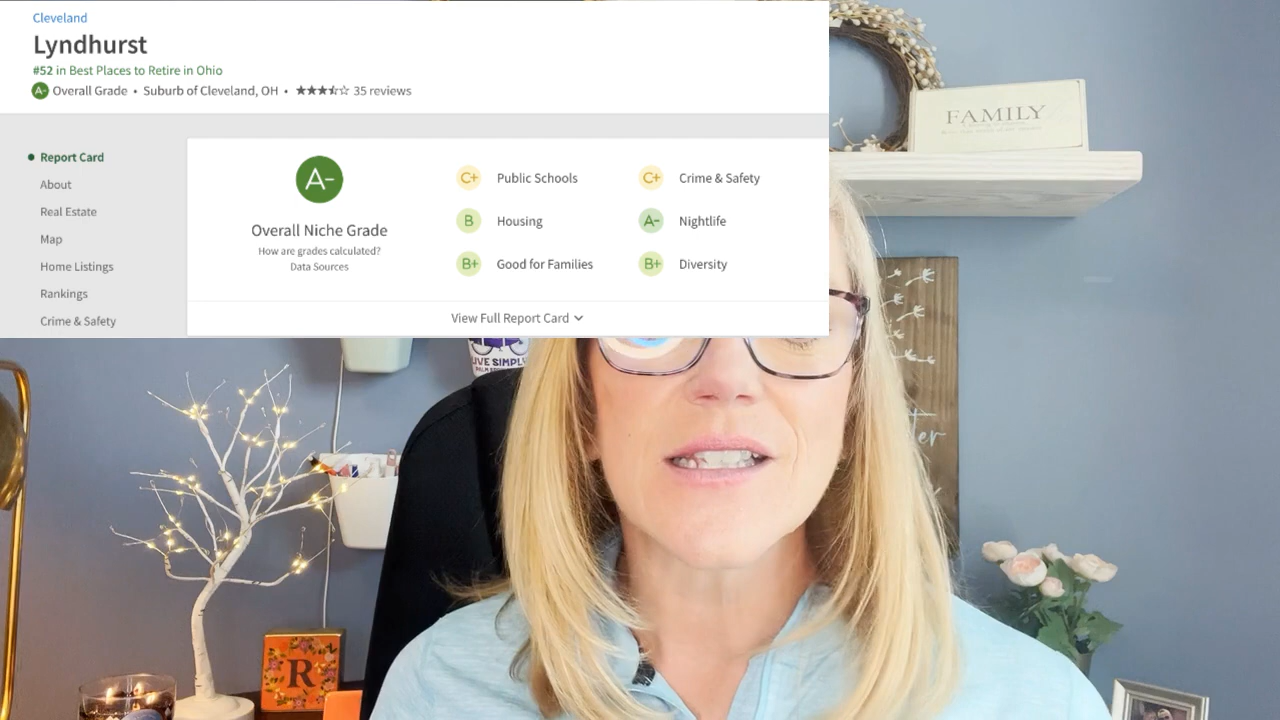 Cleveland
Lyndhurst
#52 in Best Places to Retire in Ohio
A- Overall Grade • Suburb of Cleveland, OH • 35 reviews
Report Card
About
Real Estate
Map
Home Listings
Rankings
Crime & Safety
A-
Overall Niche Grade
How are grades calculated?
Data Sources
C+ Public Schools
C+ Crime & Safety
B Housing
A- Nightlife
B+ Good for Families
B+ Diversity
View Full Report Card
FAMILY
LIVE SIMPLY
R